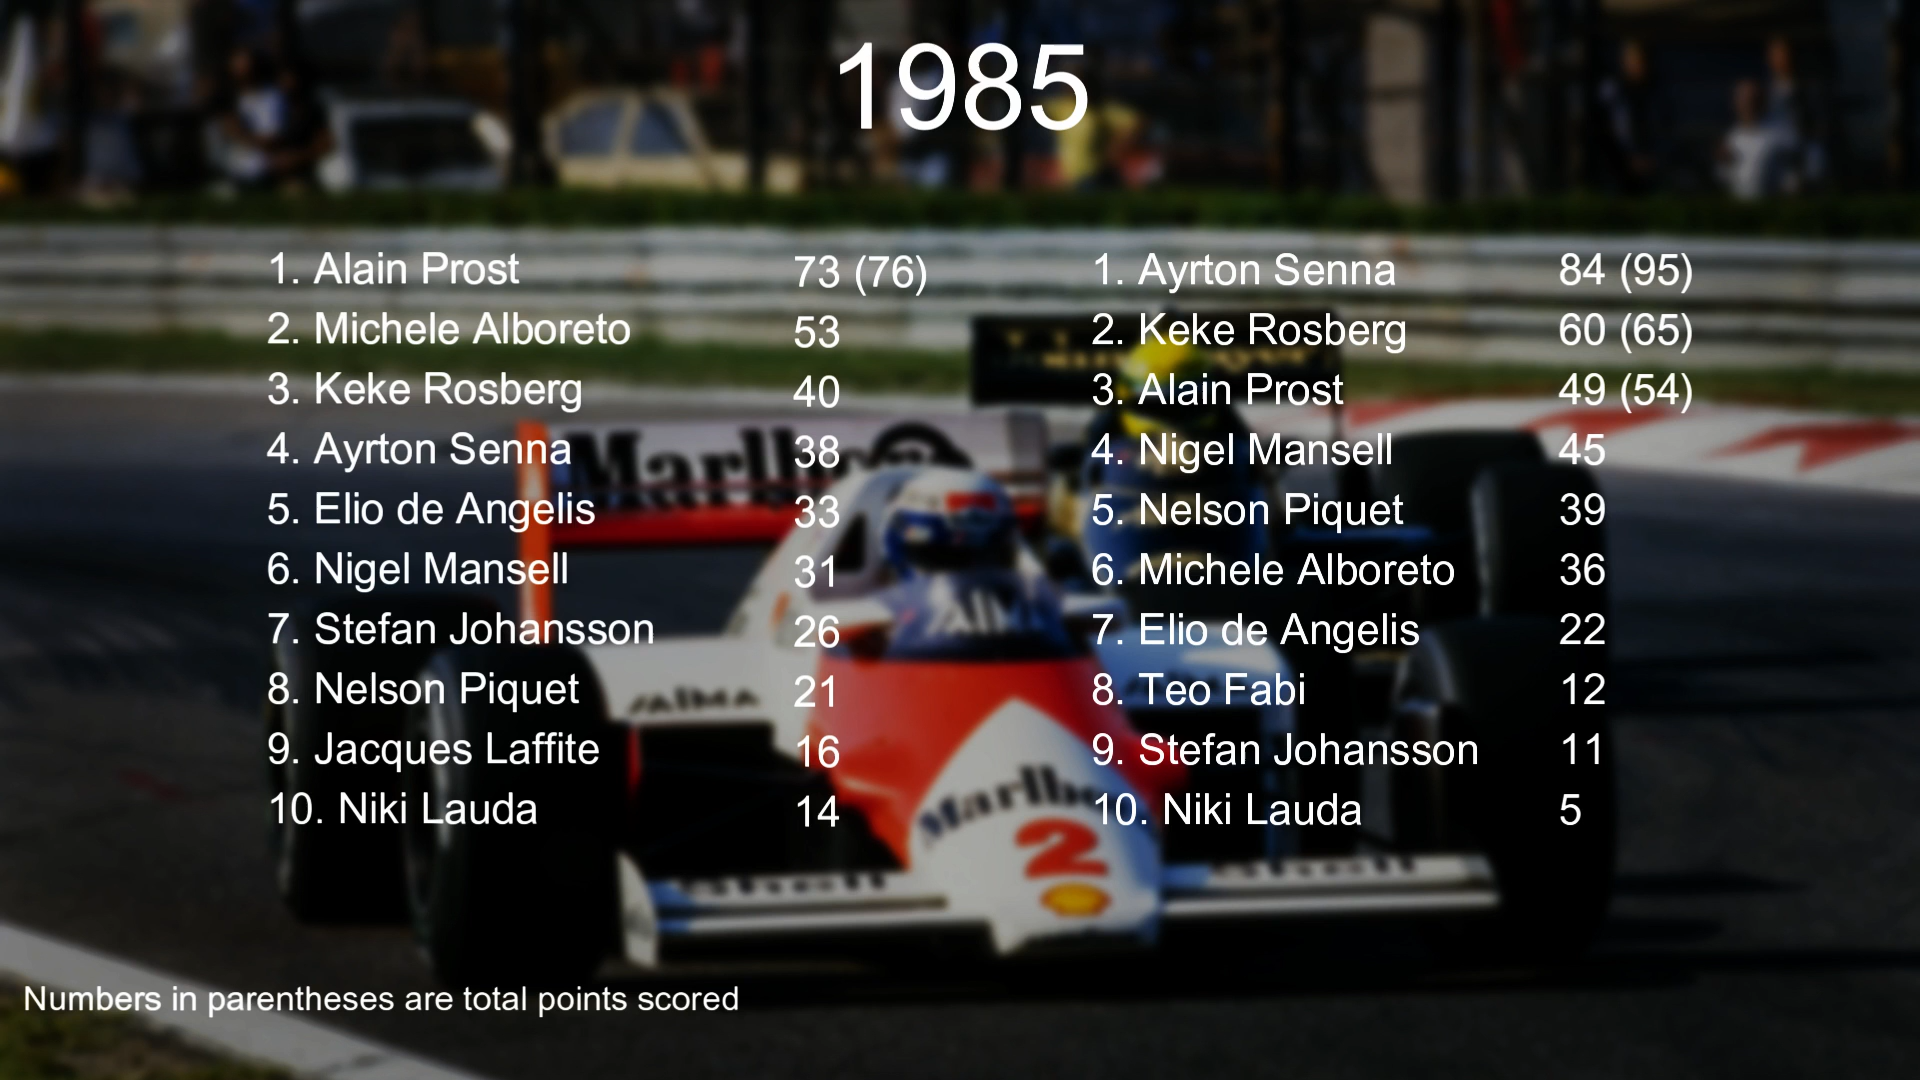 1985
1. Alain Prost 73 (76)
2. Michele Alboreto 53
3. Keke Rosberg 40
4. Ayrton Senna 38
5. Elio de Angelis 33
6. Nigel Mansell 31
7. Stefan Johansson 26
8. Nelson Piquet 21
9. Jacques Laffite 16
10. Niki Lauda 14
1. Ayrton Senna 84 (95)
2. Keke Rosberg 60 (65)
3. Alain Prost 49 (54)
4. Nigel Mansell 45
5. Nelson Piquet 39
6. Michele Alboreto 36
7. Elio de Angelis 22
8. Teo Fabi 12
9. Stefan Johansson 11
10. Niki Lauda 5
Marlbo
2
Shell
Numbers in parentheses are total points scored